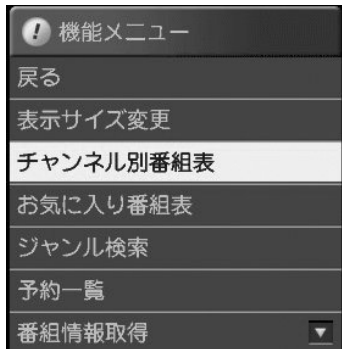 機能メニュー
戻る
表示サイズ変更
チャンネル別番組表
お気に入り番組表
ジャンル検索
予約一覧
番組情報取得